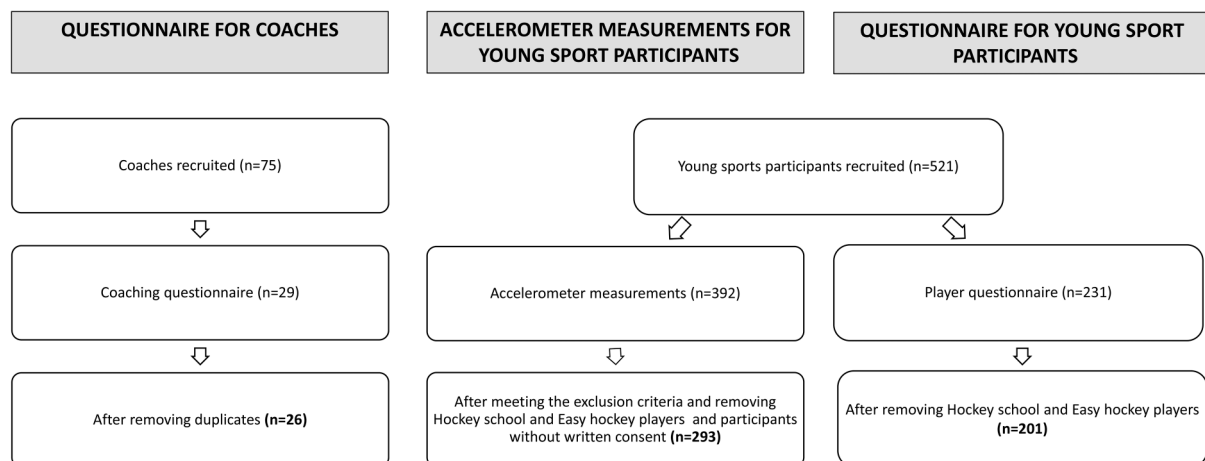 QUESTIONNAIRE FOR COACHES
ACCELEROMETER MEASUREMENTS FOR
YOUNG SPORT PARTICIPANTS
QUESTIONNAIRE FOR YOUNG SPORT
PARTICIPANTS
Coaches recruited (n=75)
Young sports participants recruited (n=521)
Coaching questionnaire (n=29)
Accelerometer measurements (n=392)
Player questionnaire (n=231)
After removing duplicates (n=26)
After meeting the exclusion criteria and removing
Hockey school and Easy hockey players and participants
without written consent (n=293)
After removing Hockey school and Easy hockey players
(n=201)